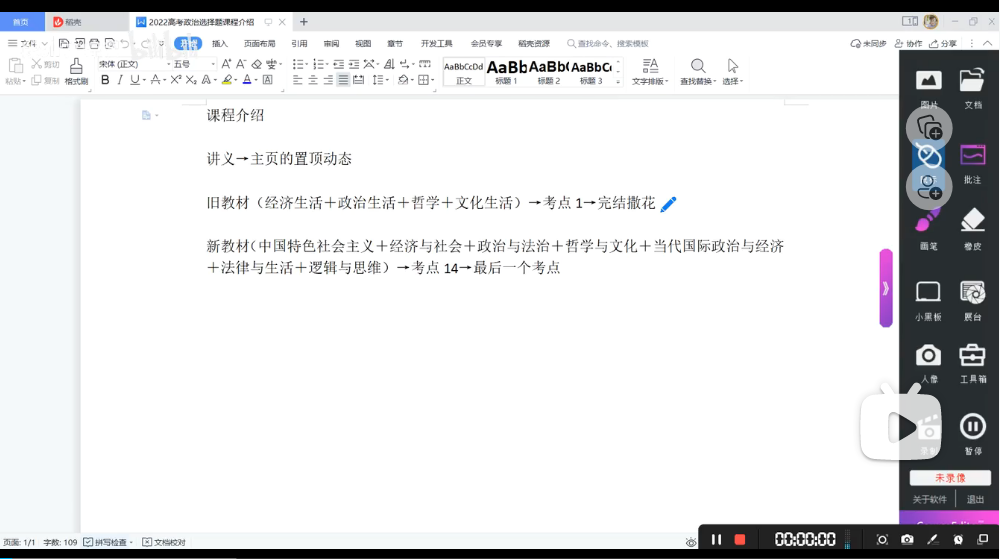 首页 稻壳 2022高考政治选择题课程介绍
文件 开始 插入 页面布局 引用 审阅 视图 章节 开发工具 会员专享 稻壳资源 查找命令、搜索模板 未同步 协作 分享
粘贴 剪切 复制 格式刷 宋体 (正文) 五号 AaBbCcDd 正文 AaBb 标题 1 AaBb( 标题 2 AaBbC 标题 3 文字排版 查找替换 选择
课程介绍
讲义→主页的置顶动态
旧教材（经济生活＋政治生活＋哲学＋文化生活）→考点 1→完结撒花
新教材（中国特色社会主义＋经济与社会＋政治与法治＋哲学与文化＋当代国际政治与经济
＋法律与生活＋逻辑与思维）→考点 14→最后一个考点
图片 文档
批注
画笔 橡皮
小黑板 展台
人像 工具箱
暂停
未录像
关于软件 退出
页面: 1/1 字数: 109 拼写检查 文档校对
00:00:00